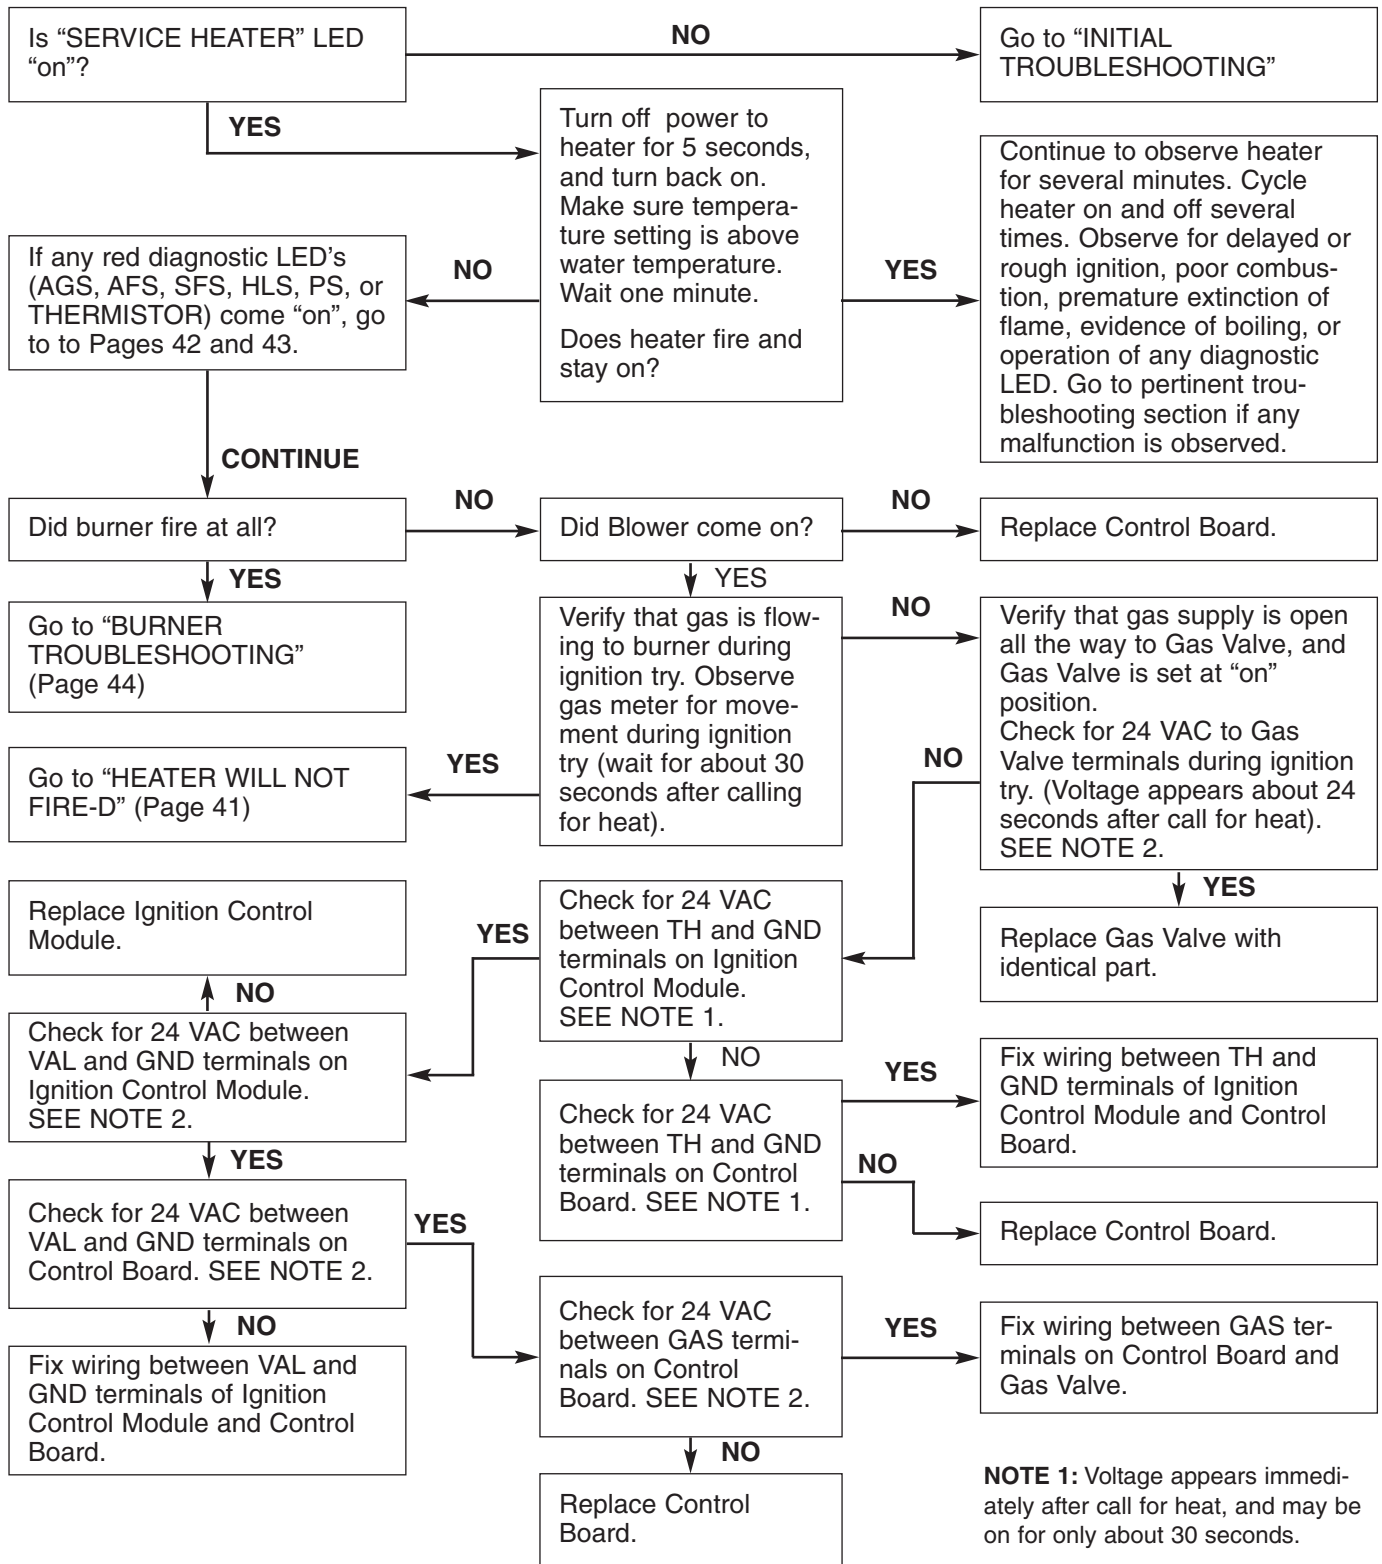 Is “SERVICE HEATER” LED
“on”?
NO
Go to “INITIAL
TROUBLESHOOTING”
YES
Turn off  power to
heater for 5 seconds,
and turn back on.
Make sure tempera-
ture setting is above
water temperature.
Wait one minute.
Does heater fire and
stay on?
YES
Continue to observe heater
for several minutes. Cycle
heater on and off several
times. Observe for delayed or
rough ignition, poor combus-
tion, premature extinction of
flame, evidence of boiling, or
operation of any diagnostic
LED. Go to pertinent trou-
bleshooting section if any
malfunction is observed.
NO
If any red diagnostic LED's
(AGS, AFS, SFS, HLS, PS, or
THERMISTOR) come “on”, go
to to Pages 42 and 43.
CONTINUE
Did burner fire at all?
NO
Did Blower come on?
NO
Replace Control Board.
YES
Go to “BURNER
TROUBLESHOOTING”
(Page 44)
YES
Verify that gas is flow-
ing to burner during
ignition try. Observe
gas meter for move-
ment during ignition
try (wait for about 30
seconds after calling
for heat).
NO
Verify that gas supply is open
all the way to Gas Valve, and
Gas Valve is set at “on”
position.
Check for 24 VAC to Gas
Valve terminals during ignition
try. (Voltage appears about 24
seconds after call for heat).
SEE NOTE 2.
YES
Go to “HEATER WILL NOT
FIRE-D” (Page 41)
NO
YES
Replace Gas Valve with
identical part.
Check for 24 VAC
between TH and GND
terminals on Ignition
Control Module.
SEE NOTE 1.
YES
Replace Ignition Control
Module.
NO
Check for 24 VAC between
VAL and GND terminals on
Ignition Control Module.
SEE NOTE 2.
NO
Check for 24 VAC
between TH and GND
terminals on Control
Board. SEE NOTE 1.
YES
Fix wiring between TH and
GND terminals of Ignition
Control Module and Control
Board.
NO
Replace Control Board.
YES
Check for 24 VAC between
VAL and GND terminals on
Control Board. SEE NOTE 2.
YES
NO
Fix wiring between VAL and
GND terminals of Ignition
Control Module and Control
Board.
Check for 24 VAC
between GAS termi-
nals on Control
Board. SEE NOTE 2.
YES
Fix wiring between GAS ter-
minals on Control Board and
Gas Valve.
NO
Replace Control
Board.
NOTE 1: Voltage appears immedi-
ately after call for heat, and may be
on for only about 30 seconds.